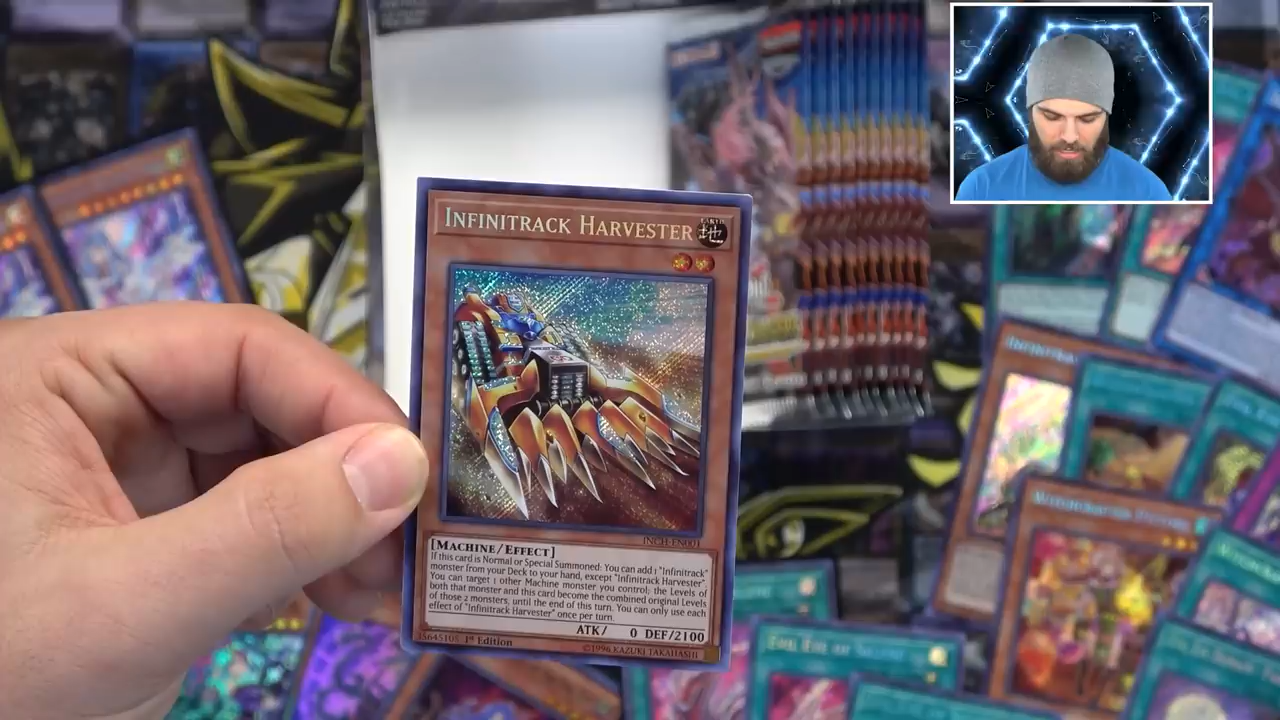 INFINITRACK HARVESTER
EARTH
地
INCH-EN001
[MACHINE/EFFECT]
If this card is Normal or Special Summoned: You can add 1 "Infinitrack"
monster from your Deck to your hand, except "Infinitrack Harvester".
You can target 1 other Machine monster you control; the Levels of
both that monster and this card become the combined original Levels
of those 2 monsters, until the end of this turn. You can only use each
effect of "Infinitrack Harvester" once per turn.
ATK/ 0 DEF/2100
35645105 1st Edition
©1996 KAZUKI TAKAHASHI